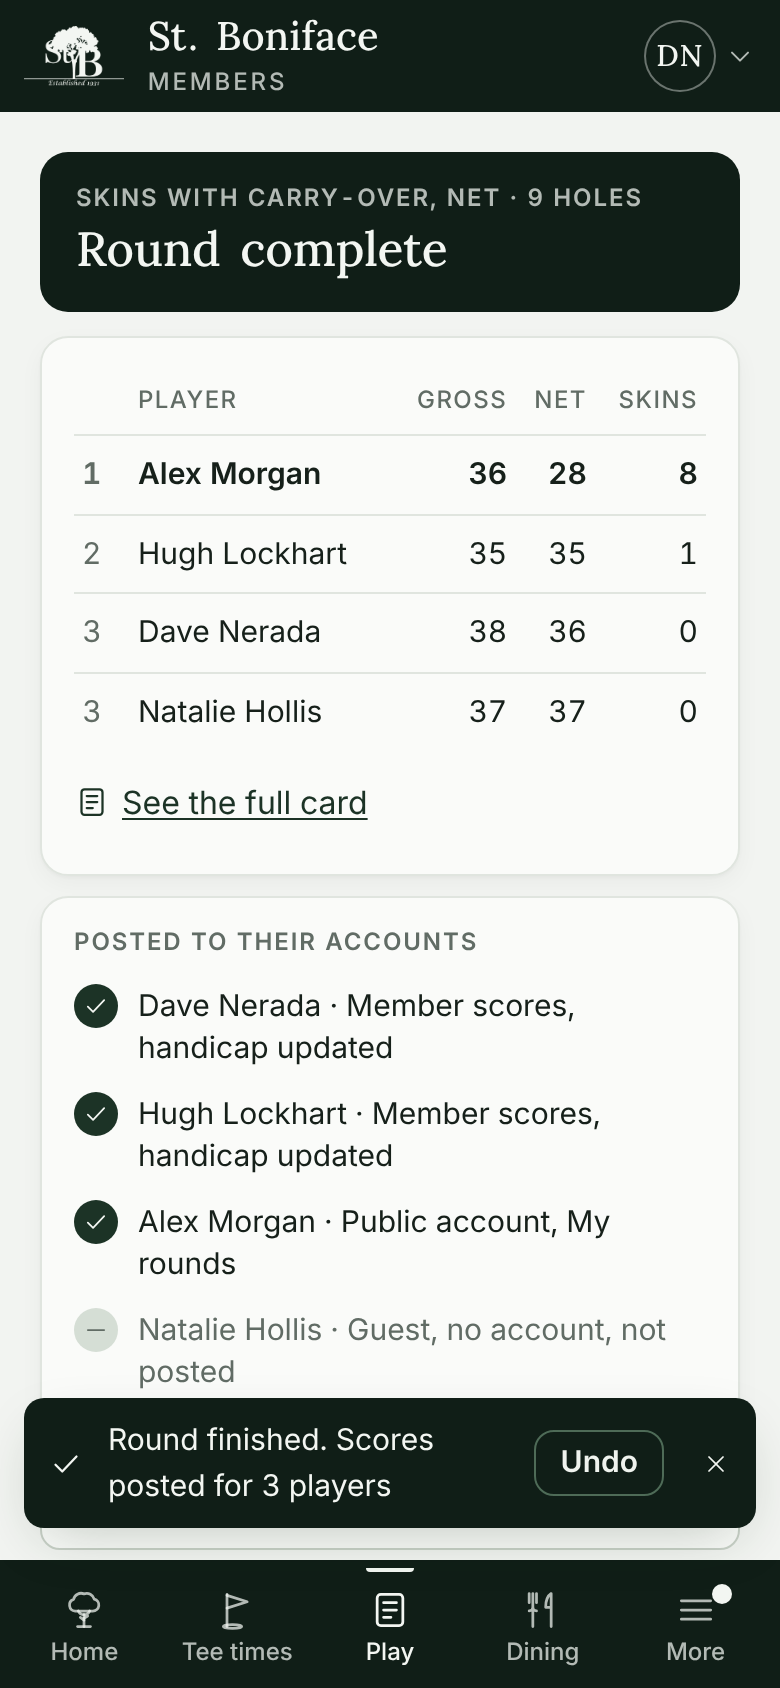 StB
Established 1931
St. Boniface
MEMBERS
DN
SKINS WITH CARRY-OVER, NET · 9 HOLES
Round complete
PLAYER GROSS NET SKINS
1 Alex Morgan 36 28 8
2 Hugh Lockhart 35 35 1
3 Dave Nerada 38 36 0
3 Natalie Hollis 37 37 0
See the full card
POSTED TO THEIR ACCOUNTS
Dave Nerada · Member scores,
handicap updated
Hugh Lockhart · Member scores,
handicap updated
Alex Morgan · Public account, My
rounds
Natalie Hollis · Guest, no account, not
posted
Round finished. Scores
posted for 3 players
Undo
Home Tee times Play Dining More